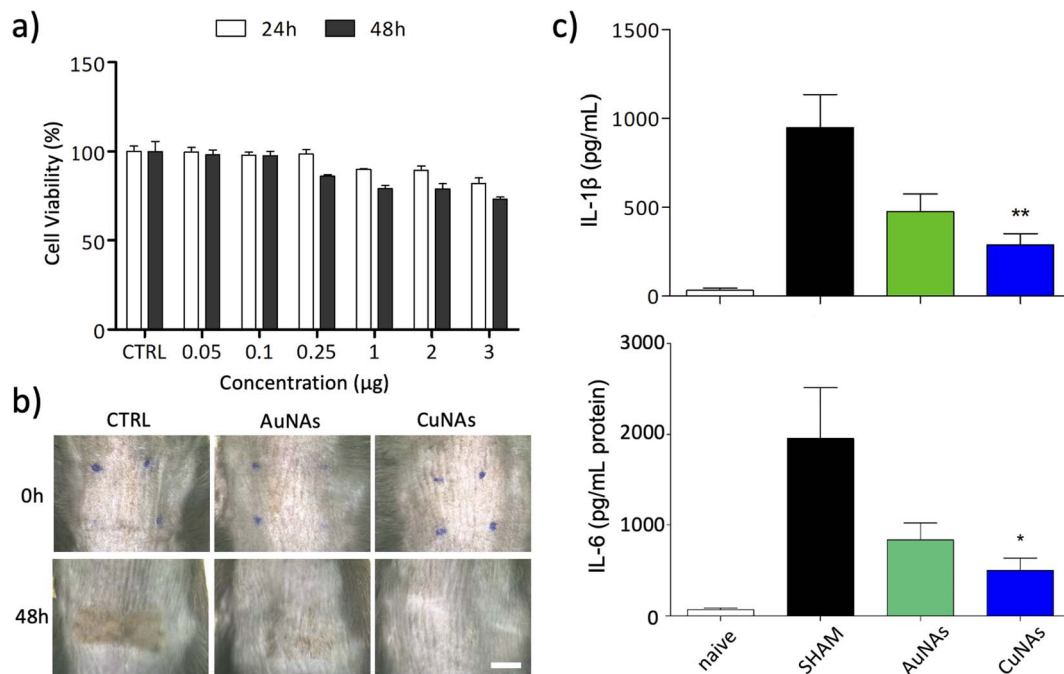 a)
24h 48h
150
100
50
0
Cell Viability (%)
CTRL 0.05 0.1 0.25 1 2 3
Concentration (µg)
b)
CTRL AuNAs CuNAs
0h
48h
c)
1500
1000
500
0
IL-1β (pg/mL)
**
3000
2000
1000
0
IL-6 (pg/mL protein)
*
naive SHAM AuNAs CuNAs